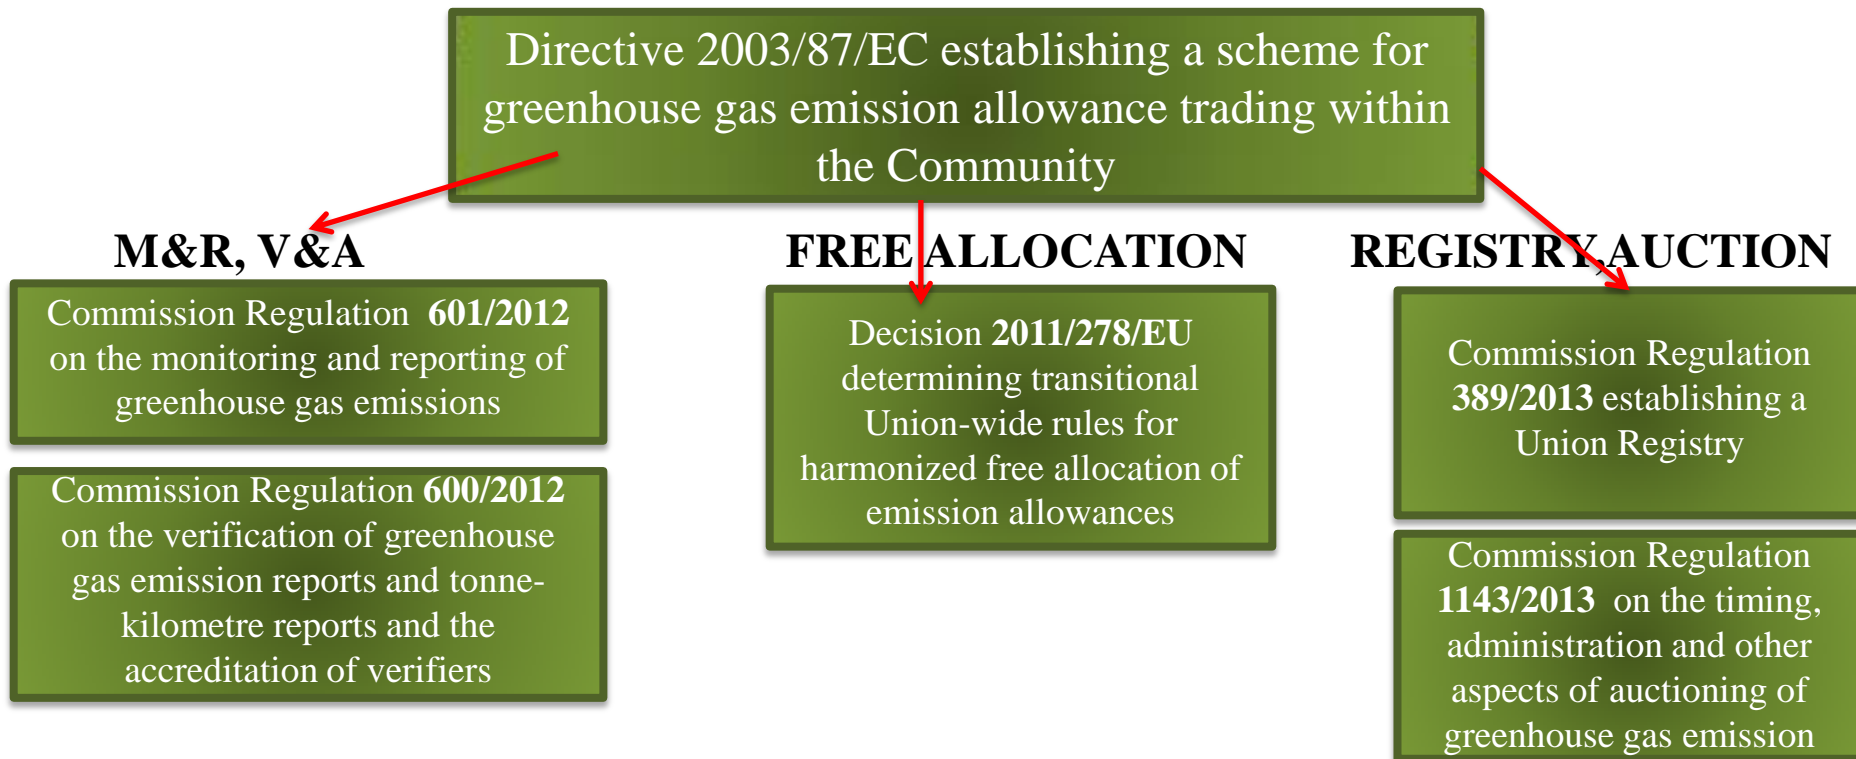 Directive 2003/87/EC establishing a scheme for
greenhouse gas emission allowance trading within
the Community
M&R, V&A
Commission Regulation 601/2012
on the monitoring and reporting of
greenhouse gas emissions
Commission Regulation 600/2012
on the verification of greenhouse
gas emission reports and tonne-
kilometre reports and the
accreditation of verifiers
FREE ALLOCATION
Decision 2011/278/EU
determining transitional
Union-wide rules for
harmonized free allocation of
emission allowances
REGISTRY,AUCTION
Commission Regulation
389/2013 establishing a
Union Registry
Commission Regulation
1143/2013 on the timing,
administration and other
aspects of auctioning of
greenhouse gas emission